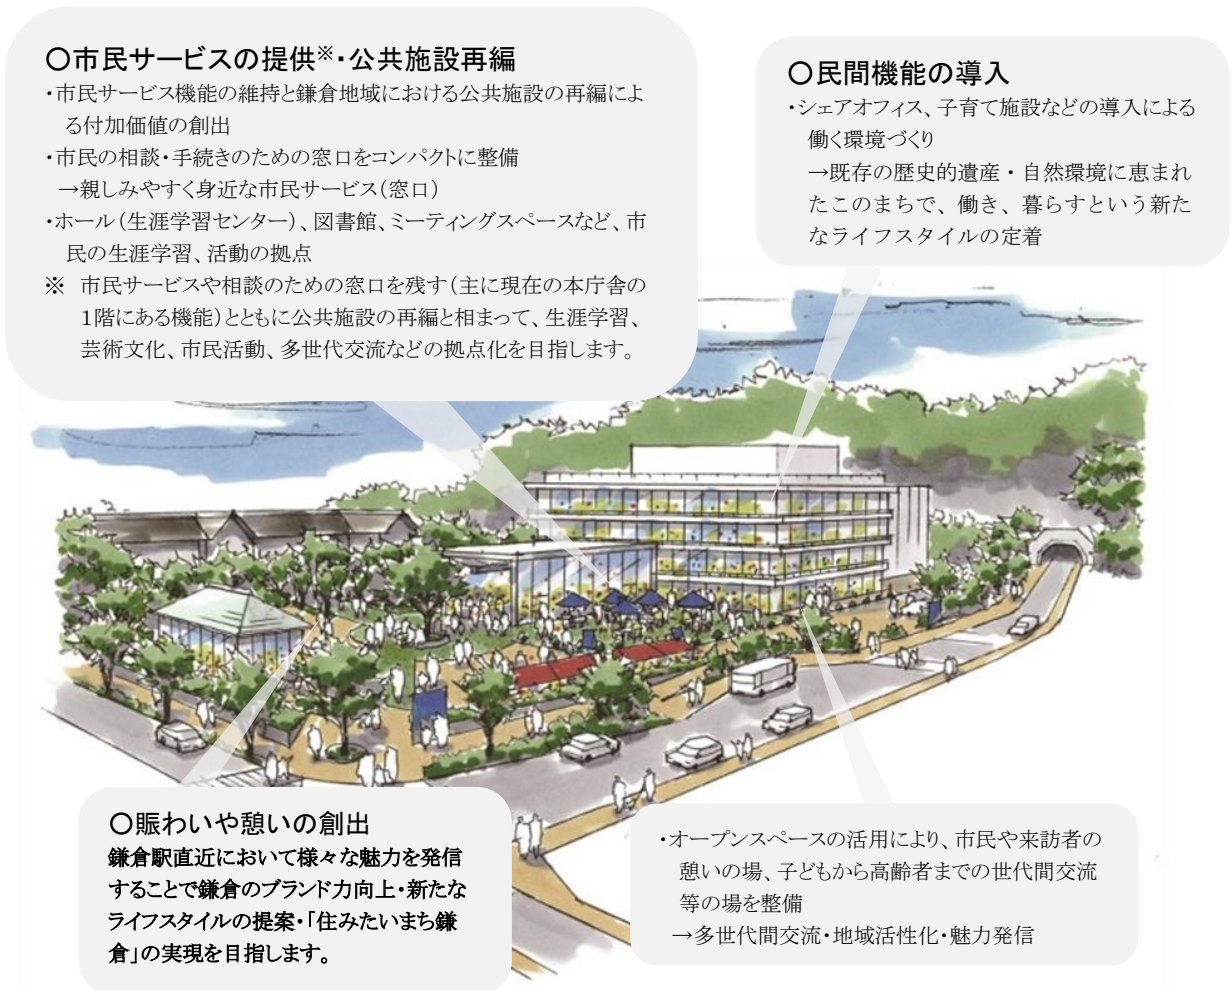 〇市民サービスの提供※・公共施設再編
・市民サービス機能の維持と鎌倉地域における公共施設の再編によ
る付加価値の創出
・市民の相談・手続きのための窓口をコンパクトに整備
→親しみやすく身近な市民サービス(窓口)
・ホール(生涯学習センター)、図書館、ミーティングスペースなど、市
民の生涯学習、活動の拠点
※ 市民サービスや相談のための窓口を残す(主に現在の本庁舎の
1階にある機能)とともに公共施設の再編と相まって、生涯学習、
芸術文化、市民活動、多世代交流などの拠点化を目指します。
〇民間機能の導入
・シェアオフィス、子育て施設などの導入による
働く環境づくり
→既存の歴史的遺産・自然環境に恵まれ
たこのまちで、働き、暮らすという新た
なライフスタイルの定着
〇賑わいや憩いの創出
鎌倉駅直近において様々な魅力を発信
することで鎌倉のブランド力向上・新たな
ライフスタイルの提案・「住みたいまち鎌
倉」の実現を目指します。
・オープンスペースの活用により、市民や来訪者の
憩いの場、子どもから高齢者までの世代間交流
等の場を整備
→多世代間交流・地域活性化・魅力発信